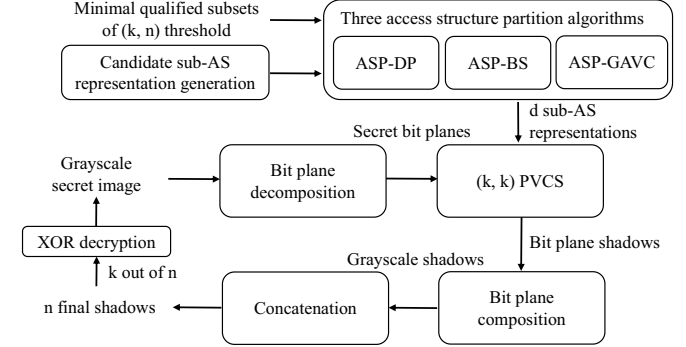 Minimal qualified subsets
of (k, n) threshold
Three access structure partition algorithms
Candidate sub-AS
representation generation
ASP-DP
ASP-BS
ASP-GAVC
d sub-AS
representations
Secret bit planes
Grayscale
secret image
Bit plane
decomposition
(k, k) PVCS
XOR decryption
Bit plane shadows
k out of n
Grayscale shadows
n final shadows
Concatenation
Bit plane
composition